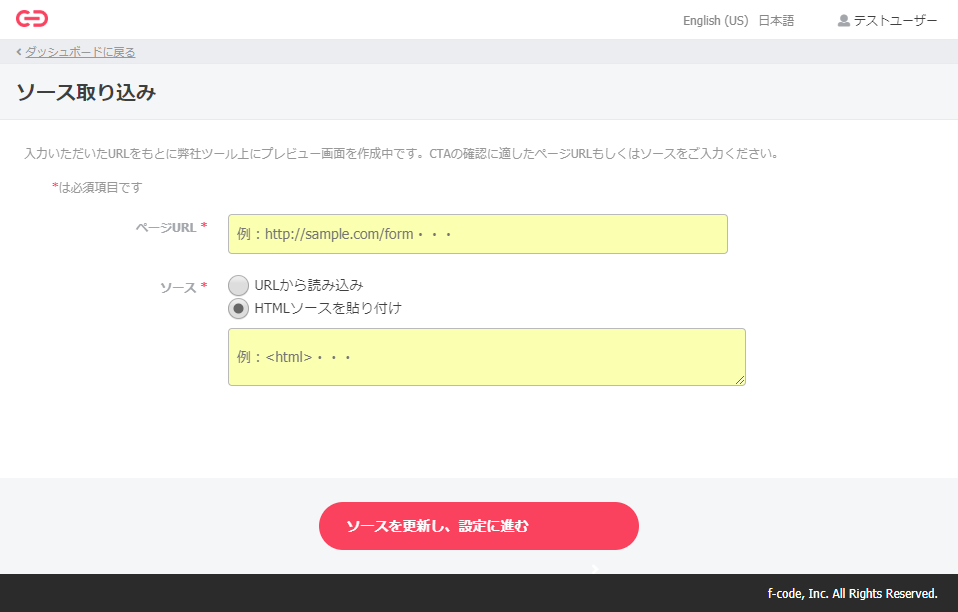 English (US) 日本語 テストユーザー
ダッシュボードに戻る
ソース取り込み
入力いただいたURLをもとに弊社ツール上にプレビュー画面を作成中です。CTAの確認に適したページURLもしくはソースをご入力ください。
*は必須項目です
ページURL *
例：http://sample.com/form・・・
ソース *
URLから読み込み
HTMLソースを貼り付け
例：<html>・・・
ソースを更新し、設定に進む
f-code, Inc. All Rights Reserved.